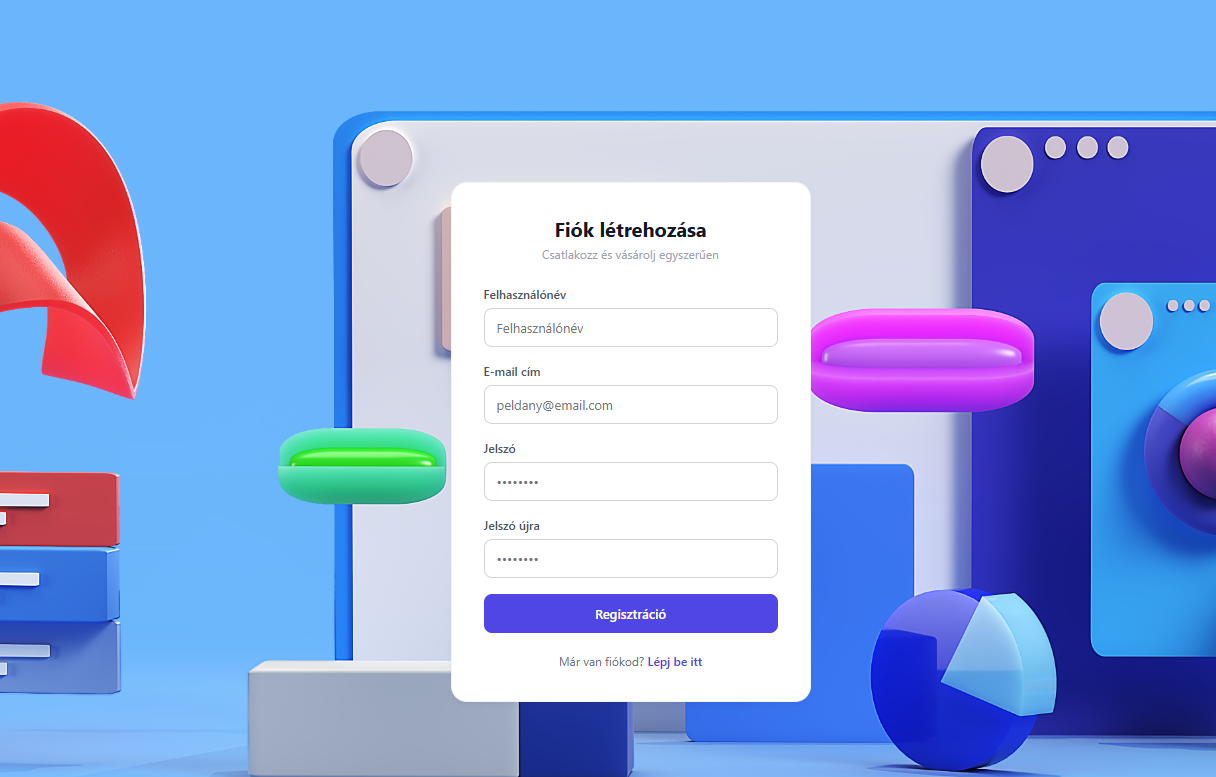 Fiók létrehozása
Csatlakozz és vásárolj egyszerűen
Felhasználónév
Felhasználónév
E-mail cím
peldany@email.com
Jelszó
••••••••
Jelszó újra
••••••••
Regisztráció
Már van fiókod? Lépj be itt